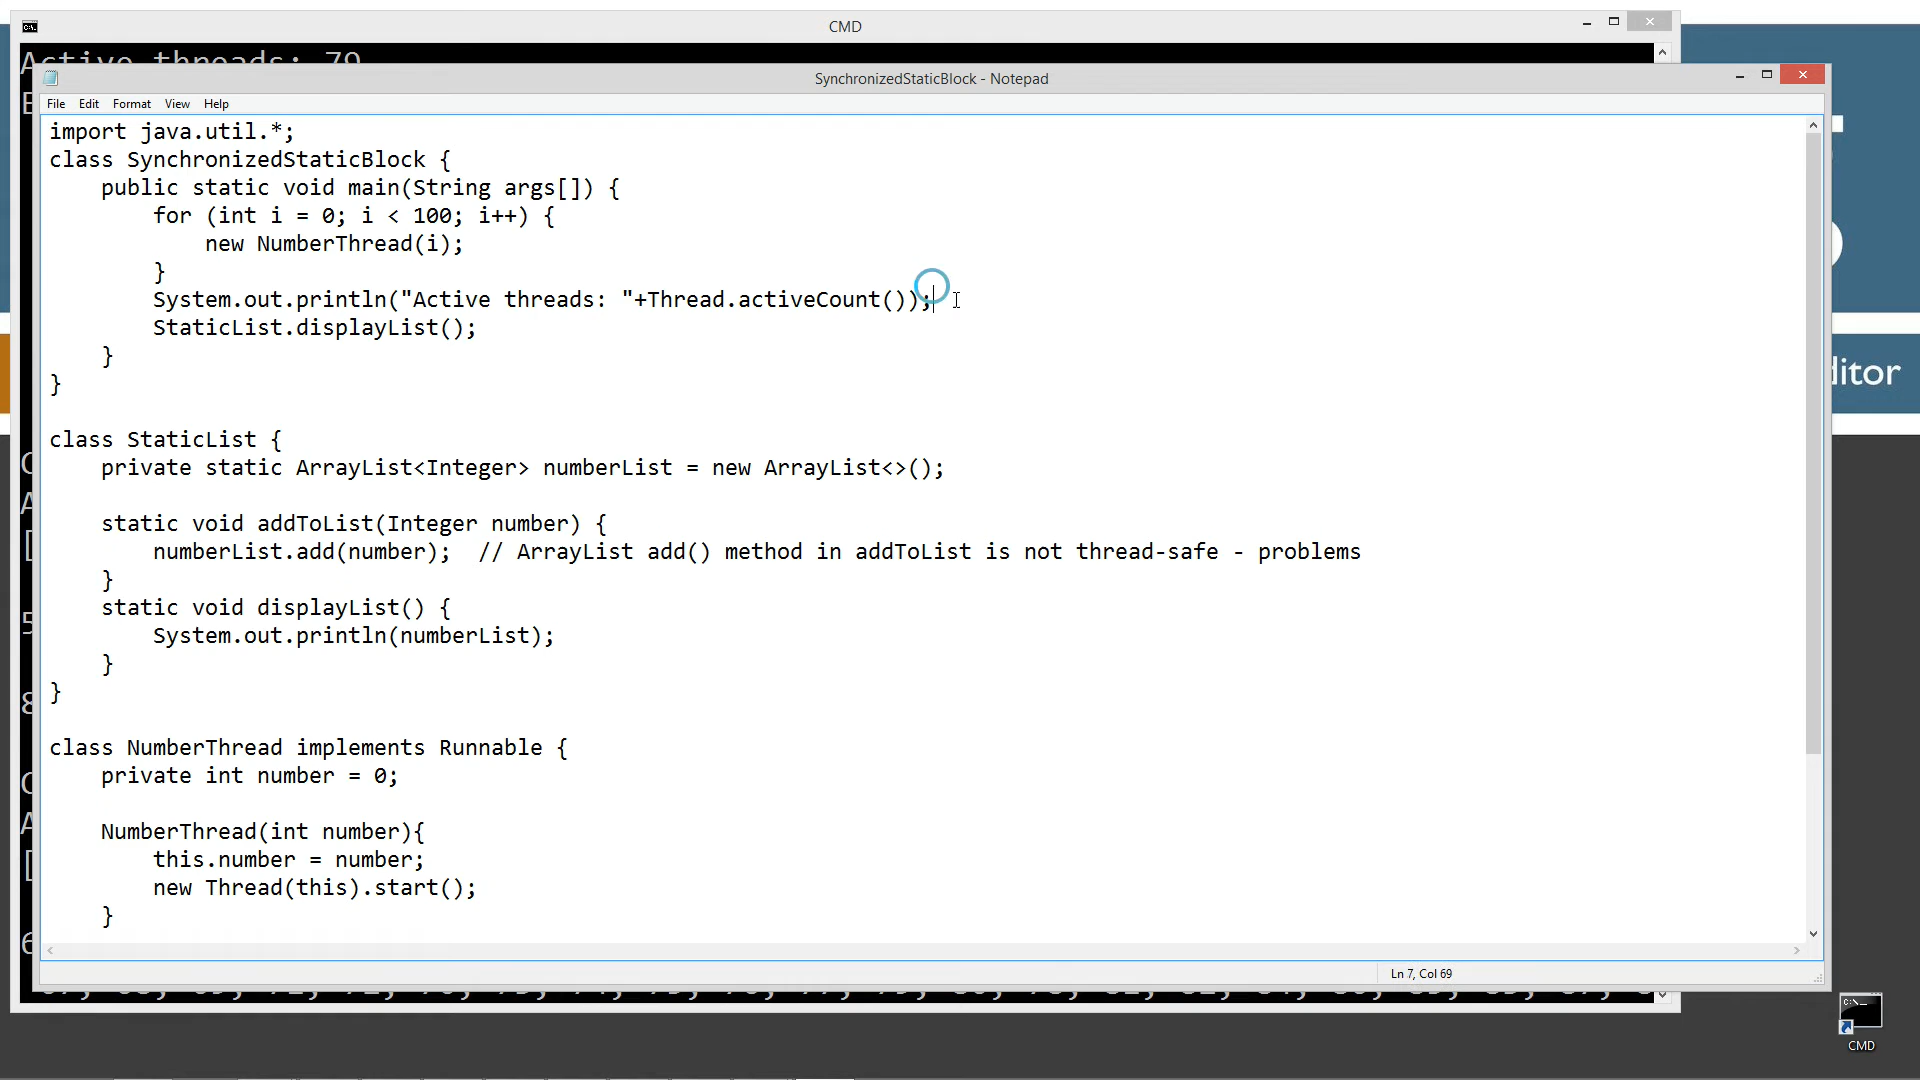 CMD
Active threads: 79
SynchronizedStaticBlock - Notepad
File Edit Format View Help
import java.util.*;
class SynchronizedStaticBlock {
    public static void main(String args[]) {
        for (int i = 0; i < 100; i++) {
            new NumberThread(i);
        }
        System.out.println("Active threads: "+Thread.activeCount());
        StaticList.displayList();
    }
}
class StaticList {
    private static ArrayList<Integer> numberList = new ArrayList<>();
    static void addToList(Integer number) {
        numberList.add(number);  // ArrayList add() method in addToList is not thread-safe - problems
    }
    static void displayList() {
        System.out.println(numberList);
    }
}
class NumberThread implements Runnable {
    private int number = 0;
    NumberThread(int number){
        this.number = number;
        new Thread(this).start();
    }
Ln 7, Col 69
ditor
CMD